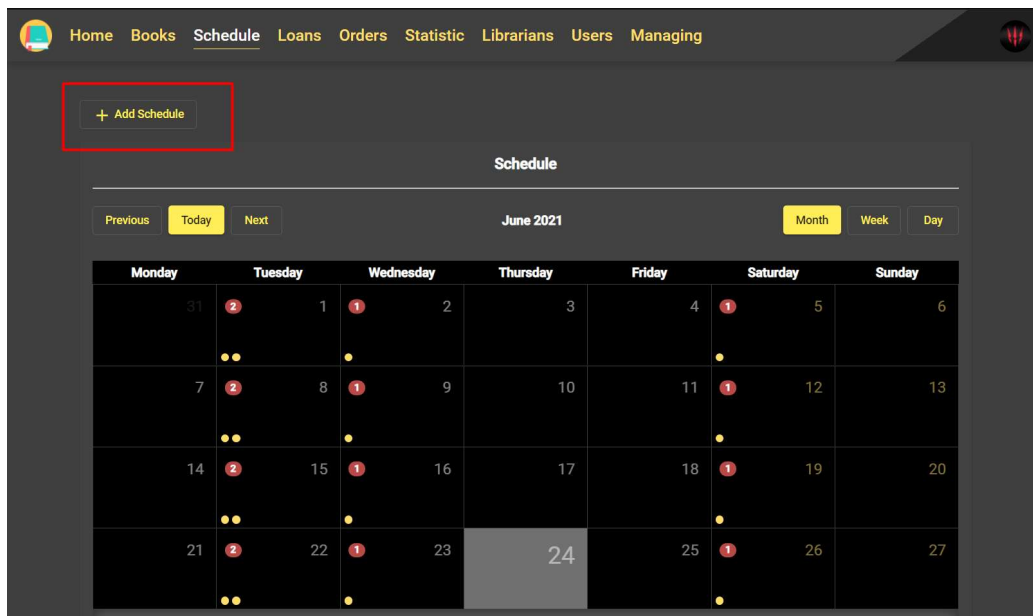 Home Books Schedule Loans Orders Statistic Librarians Users Managing
+ Add Schedule
Schedule
Previous Today Next June 2021 Month Week Day
Monday Tuesday Wednesday Thursday Friday Saturday Sunday
31 2 1 1 2 3 4 1 5 6
7 2 8 1 9 10 11 1 12 13
14 2 15 1 16 17 18 1 19 20
21 2 22 1 23 24 25 1 26 27